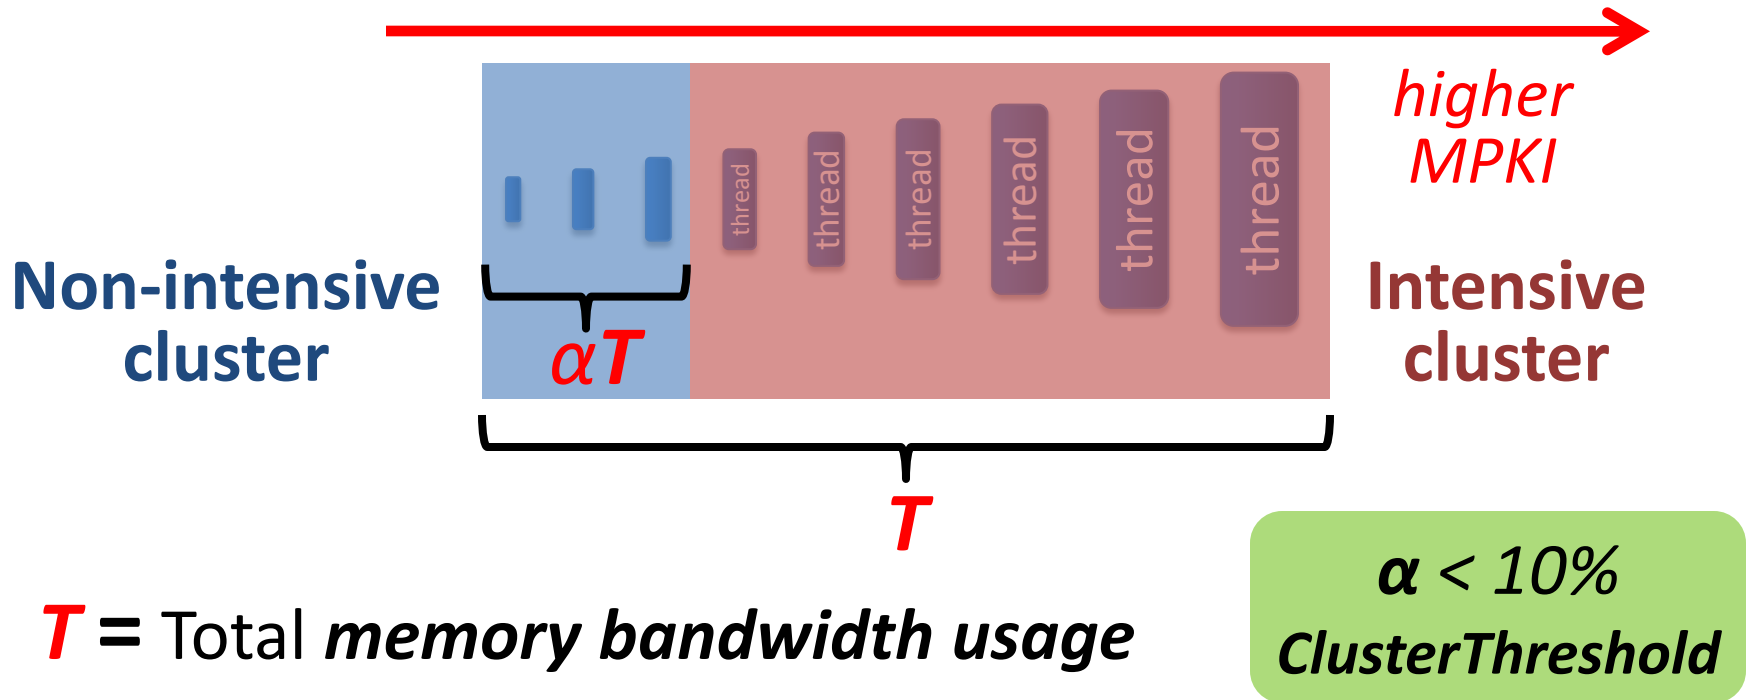 higher
MPKI
thread
thread
thread
thread
thread
thread
Non-intensive
cluster
αT
Intensive
cluster
T
T = Total memory bandwidth usage
α < 10%
ClusterThreshold